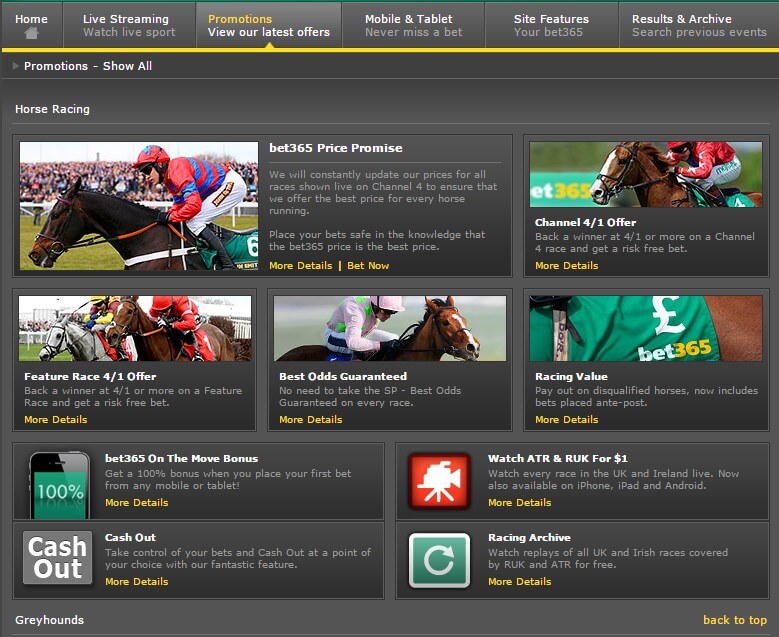 Home
Live Streaming
Watch live sport
Promotions
View our latest offers
Mobile & Tablet
Never miss a bet
Site Features
Your bet365
Results & Archive
Search previous events
Promotions - Show All
Horse Racing
bet365 Price Promise
We will constantly update our prices for all
races shown live on Channel 4 to ensure that
we offer the best price for every horse
running.
Place your bets safe in the knowledge that
the bet365 price is the best price.
More Details | Bet Now
6
et365
4
Channel 4/1 Offer
Back a winner at 4/1 or more on a Channel
4 race and get a risk free bet.
More Details
Feature Race 4/1 Offer
Back a winner at 4/1 or more on a Feature
Race and get a risk free bet.
More Details
Best Odds Guaranteed
No need to take the SP - Best Odds
Guaranteed on every race.
More Details
£
bet365
Racing Value
Pay out on disqualified horses, now includes
bets placed ante-post.
More Details
100%
bet365 On The Move Bonus
Get a 100% bonus when you place your first bet
from any mobile or tablet!
More Details
Watch ATR & RUK For $1
Watch every race in the UK and Ireland live. Now
also available on iPhone, iPad and Android.
More Details
Cash
Out
Cash Out
Take control of your bets and Cash Out at a point of
your choice with our fantastic feature.
More Details
Racing Archive
Watch replays of all UK and Irish races covered
by RUK and ATR for free.
More Details
Greyhounds
back to top